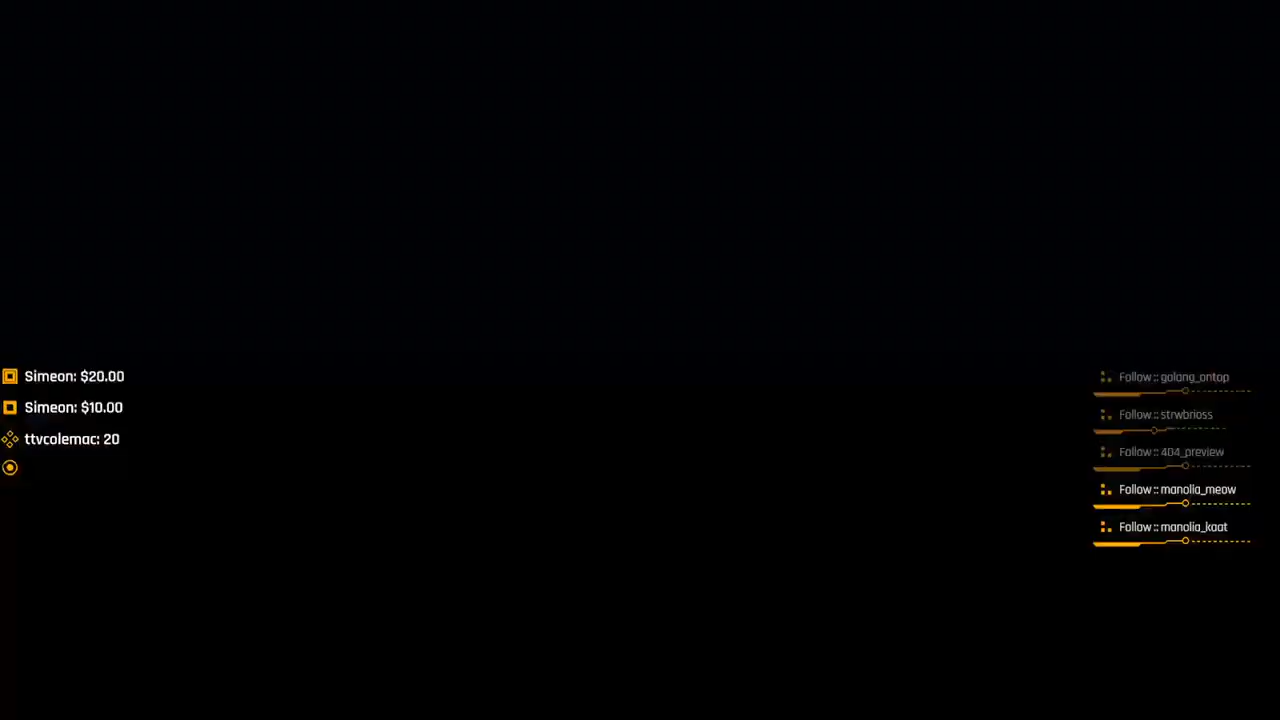 Simeon: $20.00
Simeon: $10.00
ttvcolemac: 20
Follow :: golang_ontop
Follow :: strwbrioss
Follow :: 404_preview
Follow :: manolia_meow
Follow :: manolia_kaat